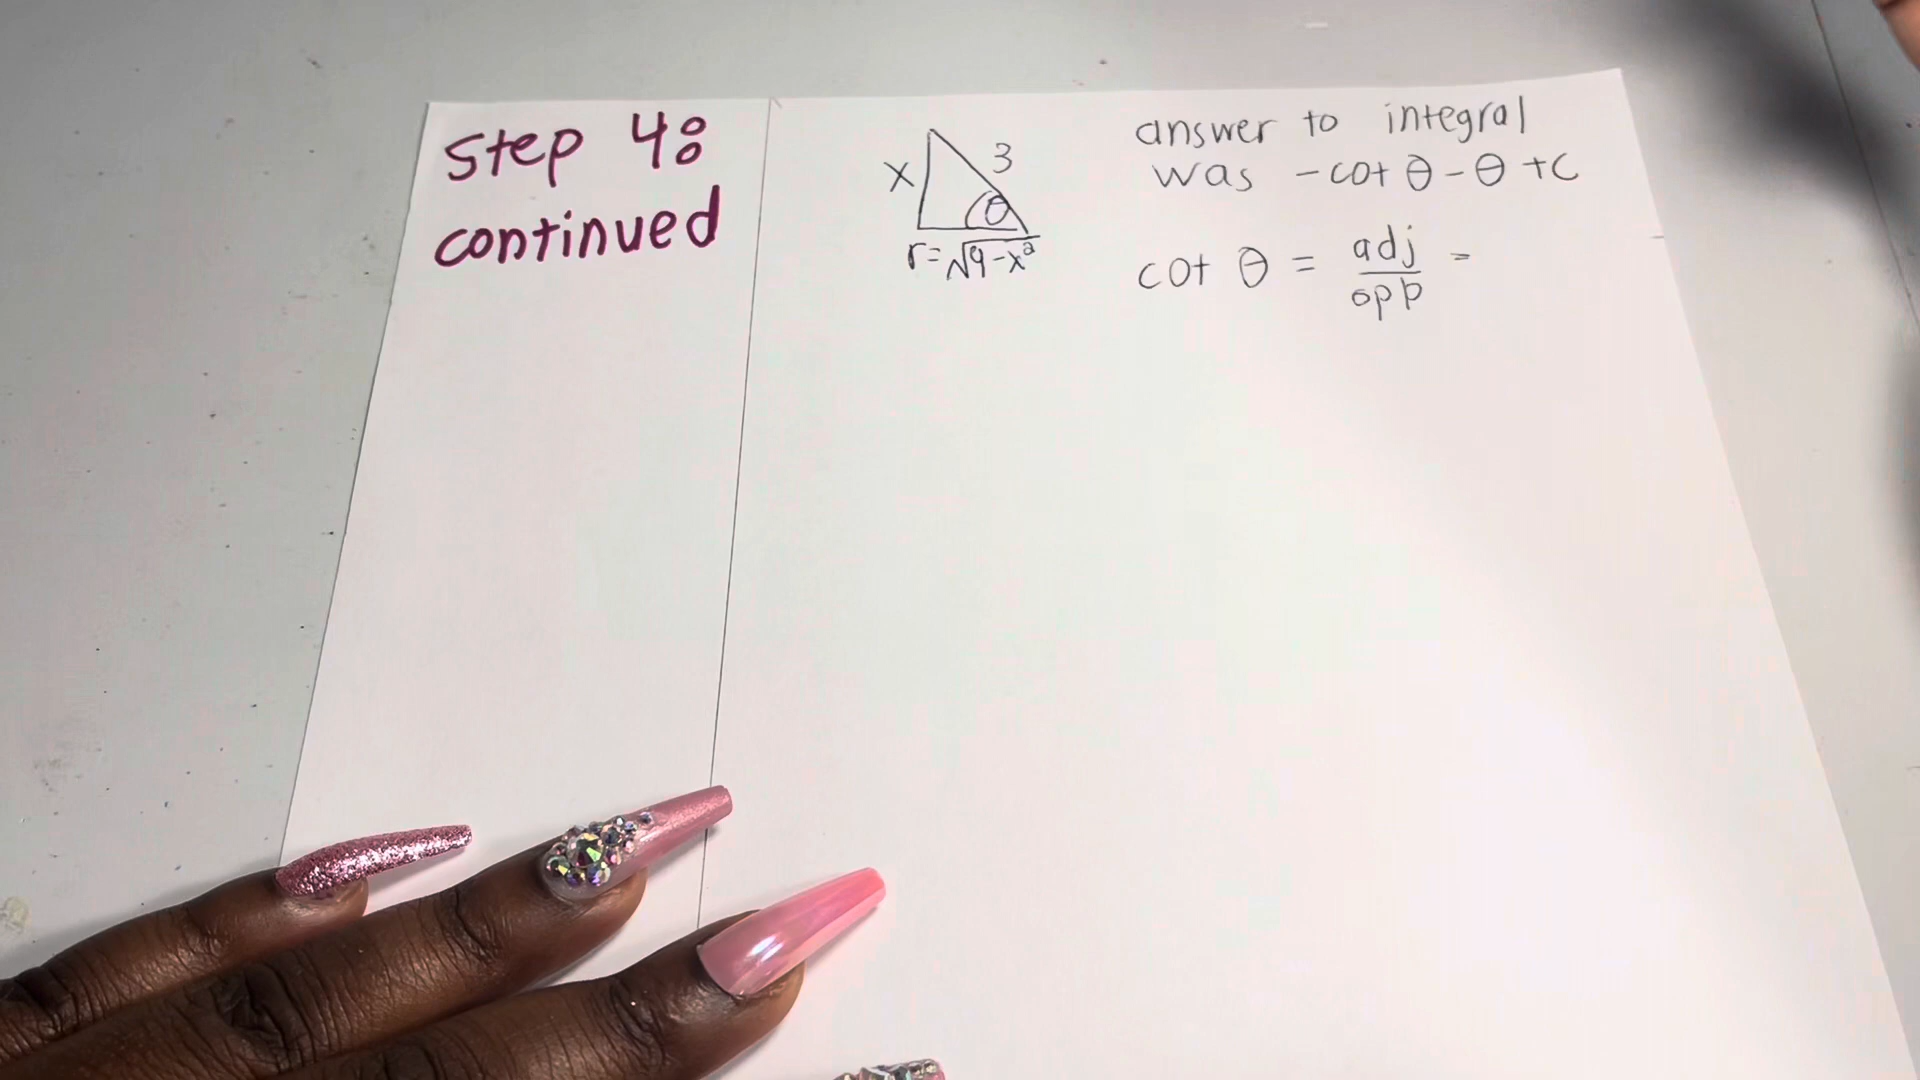 Step 4:
continued
x
3
θ
r=√9-x²
answer to integral
was -cot θ-θ+c
cot θ = adj/opp =